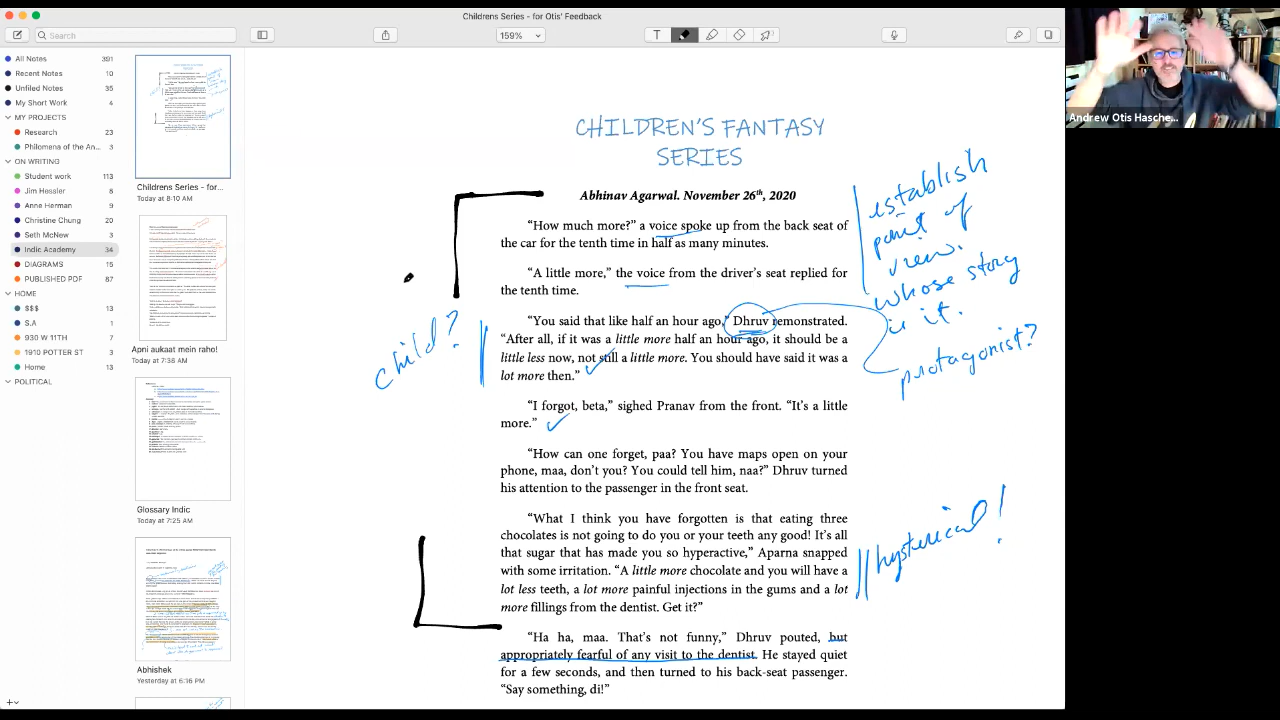 Childrens Series - for Otis' Feedback
Search
159%
T
All Notes 391
Recent Notes 10
Unfiled Notes 35
My Short Work 6
MY PROJECTS
Research 23
Philomens of the An... 3
ON WRITING
Student work 113
Jim Hessler 8
Anne Herman 9
Christine Chung 20
Seth McNew 3
Indic Academy 34
DIAGRAMS 15
PUBLISHED PDF 87
HOME
$$$ 13
S.A 1
930 W 11TH 7
1910 POTTER ST 3
Home 13
POLITICAL
Childrens Series - for...
Today at 8:10 AM
Apni aukaat mein raho!
Today at 7:36 AM
Glossary Indic
Today at 7:25 AM
Abhishek
Yesterday at 6:16 PM
CHILDREN'S FANTASY
SERIES
Abhinav Agarwal. November 26th, 2020
“How much more?” a voice spoke up from the back seat of
the car for the tenth time in half as many minutes.
“A little more,” the voice from the driver's seat replied for
the tenth time.
“You said that like half an hour ago,” Dhruv remonstrated.
“After all, if it was a little more half an hour ago, it should be a
little less now, not still a little more. You should have said it was a
lot more then.”
“I forgot, Dhruv,” sighed Pranav from the front. “It's a little
more.”
“How can one forget, paa? You have maps open on your
phone, maa, don't you? You could tell him, naa?” Dhruv turned
his attention to the passenger in the front seat.
“What I think you have forgotten is that eating three
chocolates is not going to do you or your teeth any good! It's all
that sugar that has made you so hyperactive,” Aparna snapped
with some irritation. “A little more chocolate and you will have a
lot less teeth, lots more painful injections in the gums and a lot
more fillings from the dentist. Get it?”
“Ha ha, That's not funny,” Dhruv pouted, but
appropriately fearful of any visit to the dentist. He stayed quiet
for a few seconds, and then turned to his back-seat passenger.
“Say something, di!”
child?
establish
point of
view.
whose story
is it.
protagonist?
hysterical!
Andrew Otis Hasche...